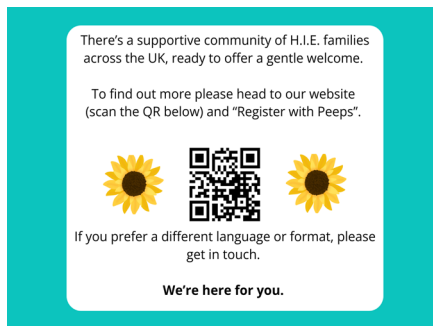 There's a supportive community of H.I.E. families
across the UK, ready to offer a gentle welcome.
To find out more please head to our website
(scan the QR below) and “Register with Peeps”.
If you prefer a different language or format, please
get in touch.
We're here for you.